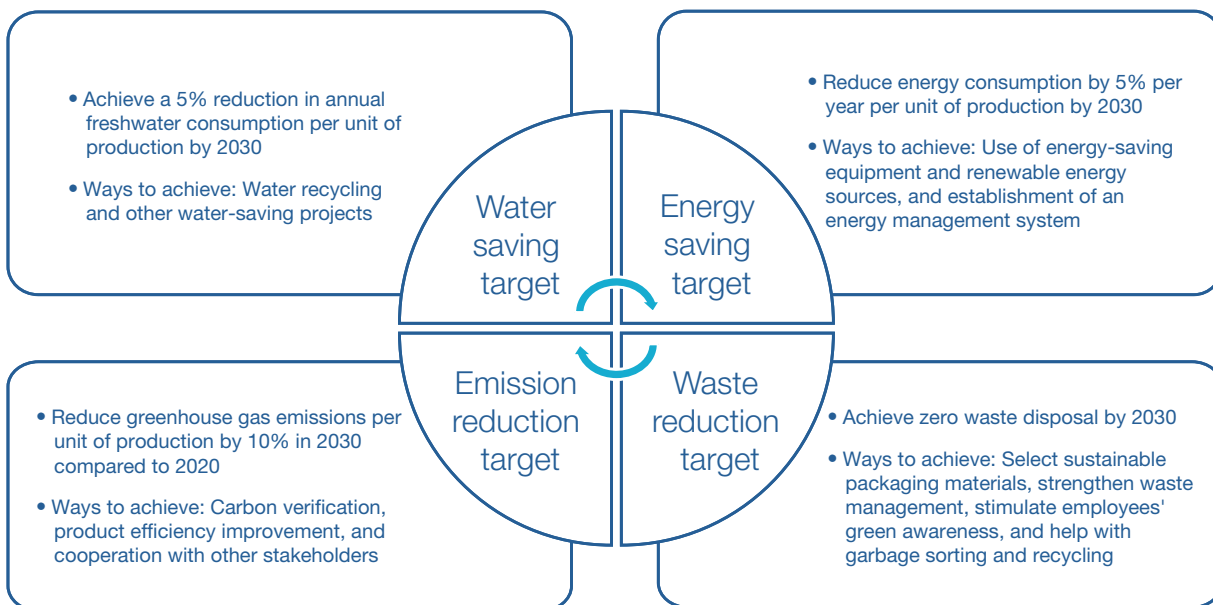 • Achieve a 5% reduction in annual
freshwater consumption per unit of
production by 2030
• Ways to achieve: Water recycling
and other water-saving projects
Water
saving
target
Energy
saving
target
• Reduce energy consumption by 5% per
year per unit of production by 2030
• Ways to achieve: Use of energy-saving
equipment and renewable energy
sources, and establishment of an
energy management system
• Reduce greenhouse gas emissions per
unit of production by 10% in 2030
compared to 2020
• Ways to achieve: Carbon verification,
product efficiency improvement, and
cooperation with other stakeholders
Emission
reduction
target
Waste
reduction
target
• Achieve zero waste disposal by 2030
• Ways to achieve: Select sustainable
packaging materials, strengthen waste
management, stimulate employees'
green awareness, and help with
garbage sorting and recycling